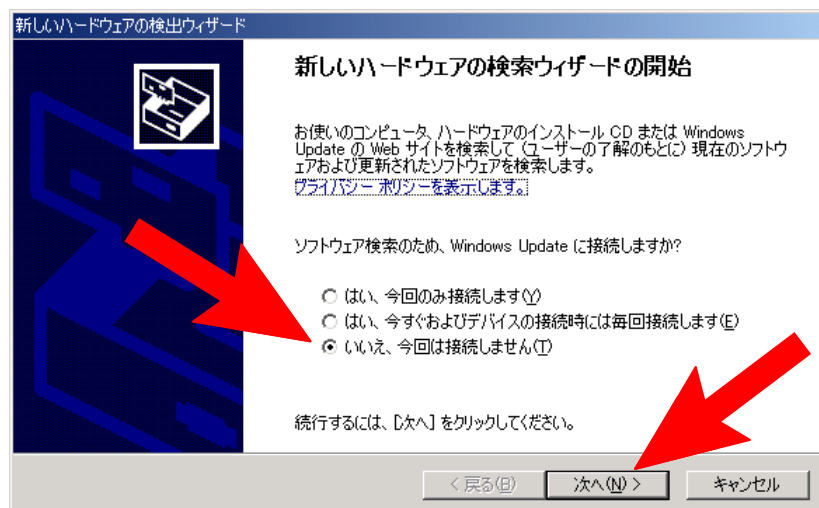 新しいハードウェアの検出ウィザード
新しいハードウェアの検索ウィザードの開始
お使いのコンピュータ、ハードウェアのインストール CD または Windows
Update の Web サイトを検索して (ユーザーの了解のもとに) 現在のソフトウ
ェアおよび更新されたソフトウェアを検索します。
プライバシー ポリシーを表示します。
ソフトウェア検索のため、Windows Update に接続しますか?
はい、今回のみ接続します(Y)
はい、今すぐおよびデバイスの接続時には毎回接続します(E)
いいえ、今回は接続しません(T)
続行するには、[次へ] をクリックしてください。
< 戻る(B) 次へ(N) > キャンセル